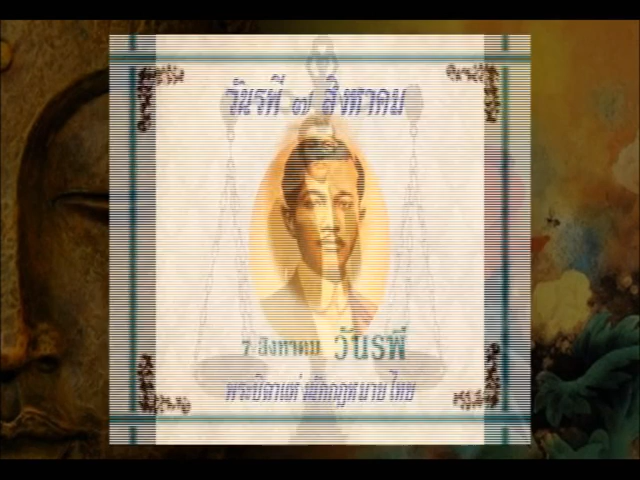 วันรพี ๗ สิงหาคม
7 สิงหาคม วันรพี
พระบิดาแห่งนักกฎหมายไทย